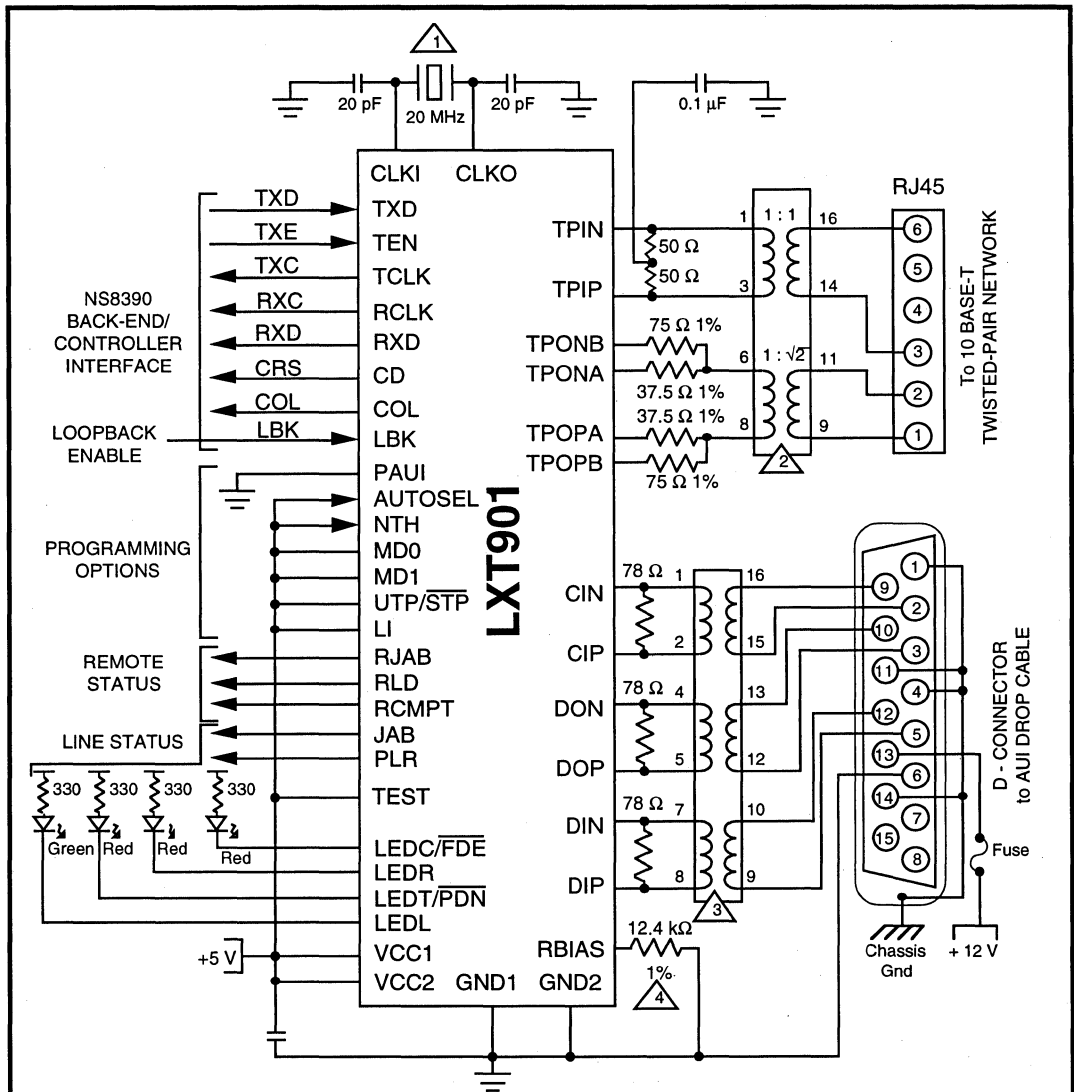 1
20 pF
20 MHz
20 pF
0.1 µF
CLKI CLKO
RJ45
NS8390
BACK-END/
CONTROLLER
INTERFACE
TXD
TXE
TXC
RXC
RXD
CRS
COL
LBK
LOOPBACK
ENABLE
TXD
TEN
TCLK
RCLK
RXD
CD
COL
LBK
PAUI
AUTOSEL
NTH
MD0
MD1
UTP/STP
LI
RJAB
RLD
RCMPT
JAB
PLR
TEST
LEDC/FDE
LEDR
LEDT/PDN
LEDL
VCC1
VCC2
GND1
GND2
PROGRAMMING
OPTIONS
REMOTE
STATUS
LINE STATUS
330
330
330
330
Green
Red
Red
Red
+5 V
LXT901
TPIN
TPIP
TPONB
TPONA
TPOPA
TPOPB
CIN
CIP
DON
DOP
DIN
DIP
RBIAS
50 Ω
50 Ω
75 Ω 1%
37.5 Ω 1%
37.5 Ω 1%
75 Ω 1%
1
1 : 1
16
3
14
6
1 : √2
11
8
9
2
6
5
4
3
2
1
To 10 BASE-T
TWISTED-PAIR NETWORK
78 Ω
78 Ω
78 Ω
1
16
2
15
4
13
5
12
7
10
8
9
3
1
9
2
10
3
11
4
12
5
13
6
14
7
15
8
D - CONNECTOR
to AUI DROP CABLE
Fuse
Chassis
Gnd
+ 12 V
12.4 kΩ
1%
4